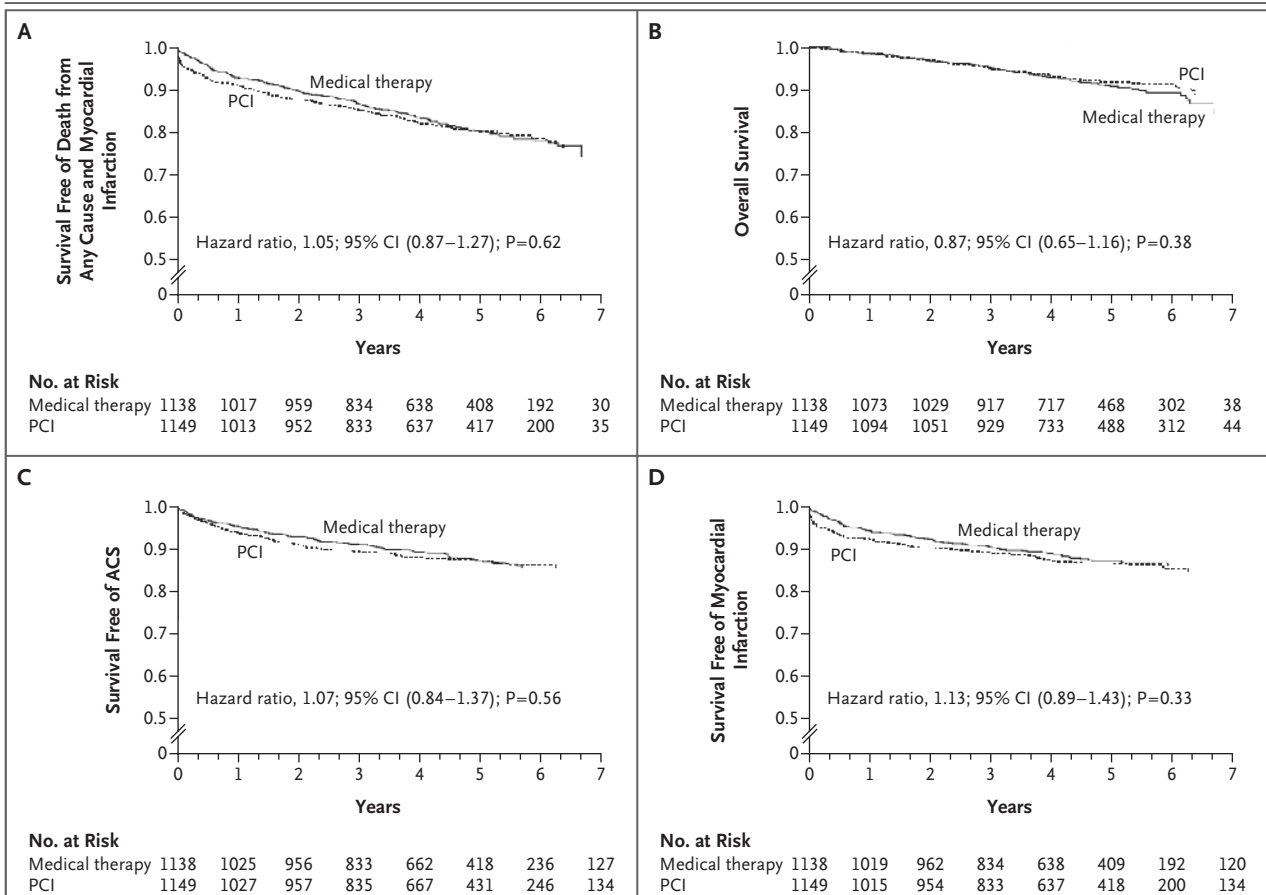 A
Survival Free of Death from
Any Cause and Myocardial
Infarction
1.0
0.9
0.8
0.7
0.6
0.5
0
Medical therapy
PCI
Hazard ratio, 1.05; 95% CI (0.87–1.27); P=0.62
0 1 2 3 4 5 6 7
Years
No. at Risk
Medical therapy 1138 1017 959 834 638 408 192 30
PCI 1149 1013 952 833 637 417 200 35
B
Overall Survival
1.0
0.9
0.8
0.7
0.6
0.5
0
PCI
Medical therapy
Hazard ratio, 0.87; 95% CI (0.65–1.16); P=0.38
0 1 2 3 4 5 6 7
Years
No. at Risk
Medical therapy 1138 1073 1029 917 717 468 302 38
PCI 1149 1094 1051 929 733 488 312 44
C
Survival Free of ACS
1.0
0.9
0.8
0.7
0.6
0.5
0
Medical therapy
PCI
Hazard ratio, 1.07; 95% CI (0.84–1.37); P=0.56
0 1 2 3 4 5 6 7
Years
No. at Risk
Medical therapy 1138 1025 956 833 662 418 236 127
PCI 1149 1027 957 835 667 431 246 134
D
Survival Free of Myocardial
Infarction
1.0
0.9
0.8
0.7
0.6
0.5
0
Medical therapy
PCI
Hazard ratio, 1.13; 95% CI (0.89–1.43); P=0.33
0 1 2 3 4 5 6 7
Years
No. at Risk
Medical therapy 1138 1019 962 834 638 409 192 120
PCI 1149 1015 954 833 637 418 200 134